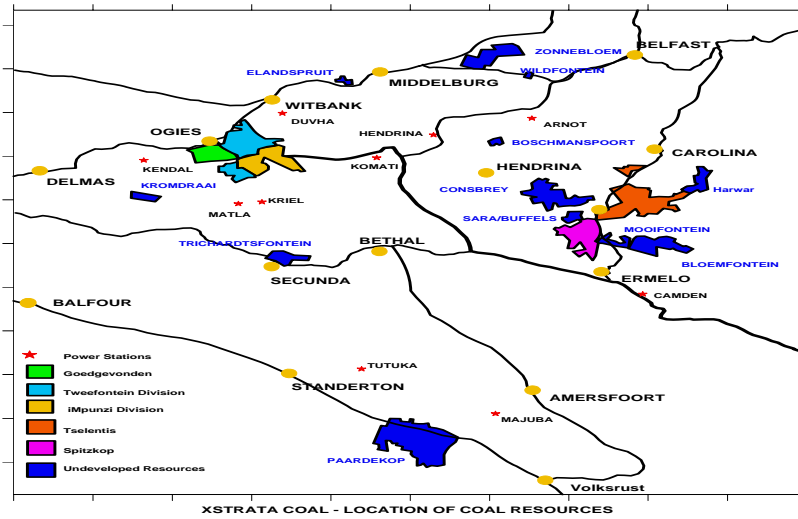 ZONNEBLOEM
BELFAST
ELANDSPRUIT
WILDFONTEIN
MIDDELBURG
WITBANK
DUVHA
ARNOT
OGIES
HENDRINA
BOSCHMANSPOORT
CAROLINA
KENDAL
KOMATI
HENDRINA
DELMAS
KROMDRAAI
CONSBREY
Harwar
KRIEL
MATLA
SARA/BUFFELS
MOOIFONTEIN
TRICHARDTSFONTEIN
BETHAL
BLOEMFONTEIN
SECUNDA
ERMELO
CAMDEN
BALFOUR
Power Stations
Goedgevonden
Tweefontein Division
iMpunzi Division
Tselentis
Spitzkop
Undeveloped Resources
TUTUKA
STANDERTON
AMERSFOORT
MAJUBA
PAARDEKOP
Volksrust
XSTRATA COAL - LOCATION OF COAL RESOURCES